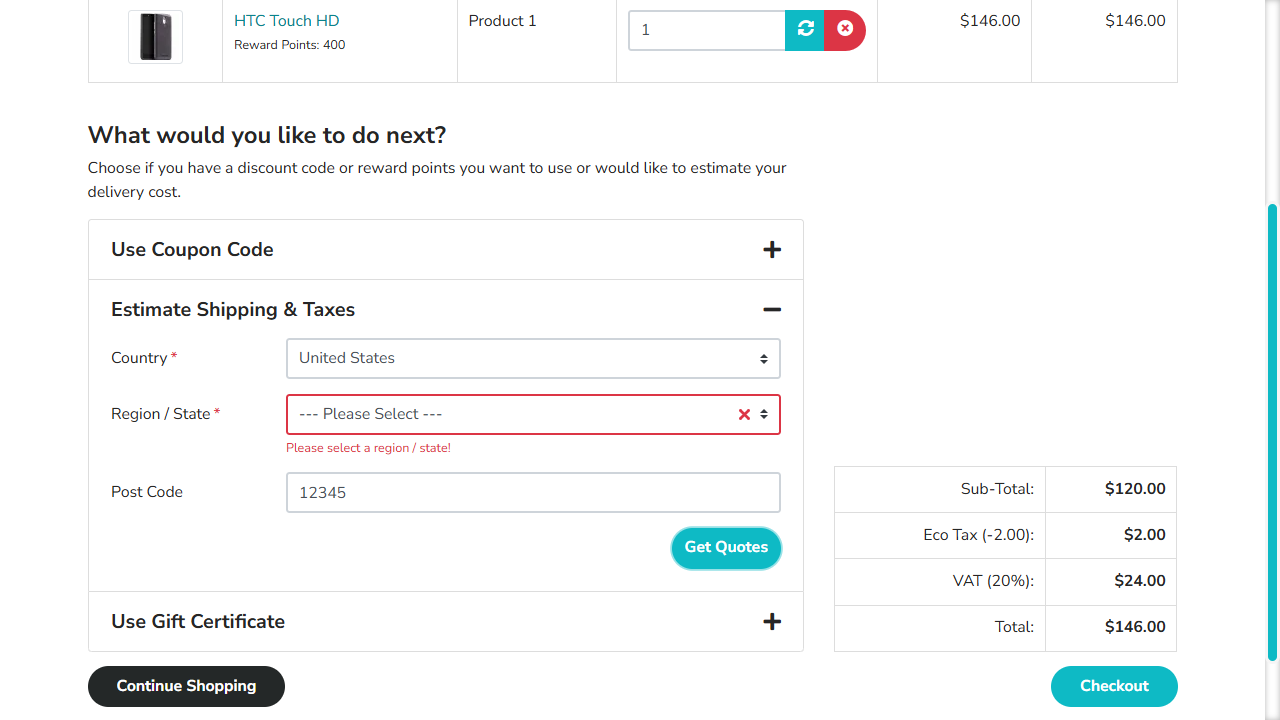 HTC Touch HD
Reward Points: 400
Product 1
1
$146.00
$146.00
What would you like to do next?
Choose if you have a discount code or reward points you want to use or would like to estimate your
delivery cost.
Use Coupon Code
Estimate Shipping & Taxes
Country *
United States
Region / State *
--- Please Select ---
Please select a region / state!
Post Code
12345
Get Quotes
Use Gift Certificate
Sub-Total: $120.00
Eco Tax (-2.00): $2.00
VAT (20%): $24.00
Total: $146.00
Continue Shopping
Checkout